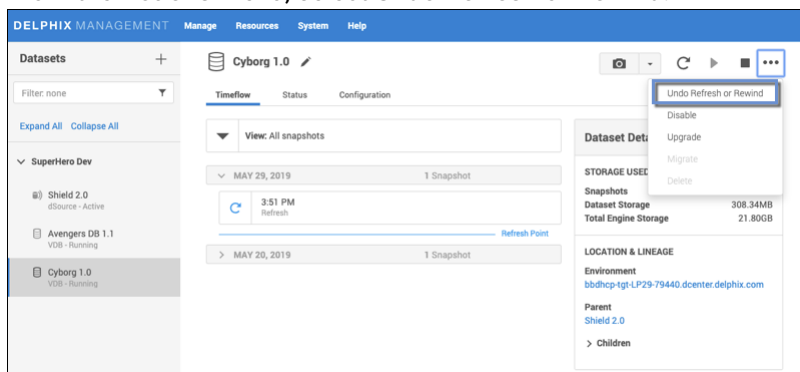 DELPHIX MANAGEMENT Manage Resources System Help
Datasets
Filter: none
Expand All Collapse All
SuperHero Dev
Shield 2.0
dSource - Active
Avengers DB 1.1
VDB - Running
Cyborg 1.0
VDB - Running
Cyborg 1.0
Timeflow Status Configuration
View: All snapshots
MAY 29, 2019 1 Snapshot
3:51 PM
Refresh
Refresh Point
MAY 20, 2019 1 Snapshot
Undo Refresh or Rewind
Disable
Upgrade
Migrate
Delete
Dataset Deta
STORAGE USED
Snapshots
Dataset Storage 308.34MB
Total Engine Storage 21.80GB
LOCATION & LINEAGE
Environment
bbdhcp-tgt-LP29-79440.dcenter.delphix.com
Parent
Shield 2.0
Children